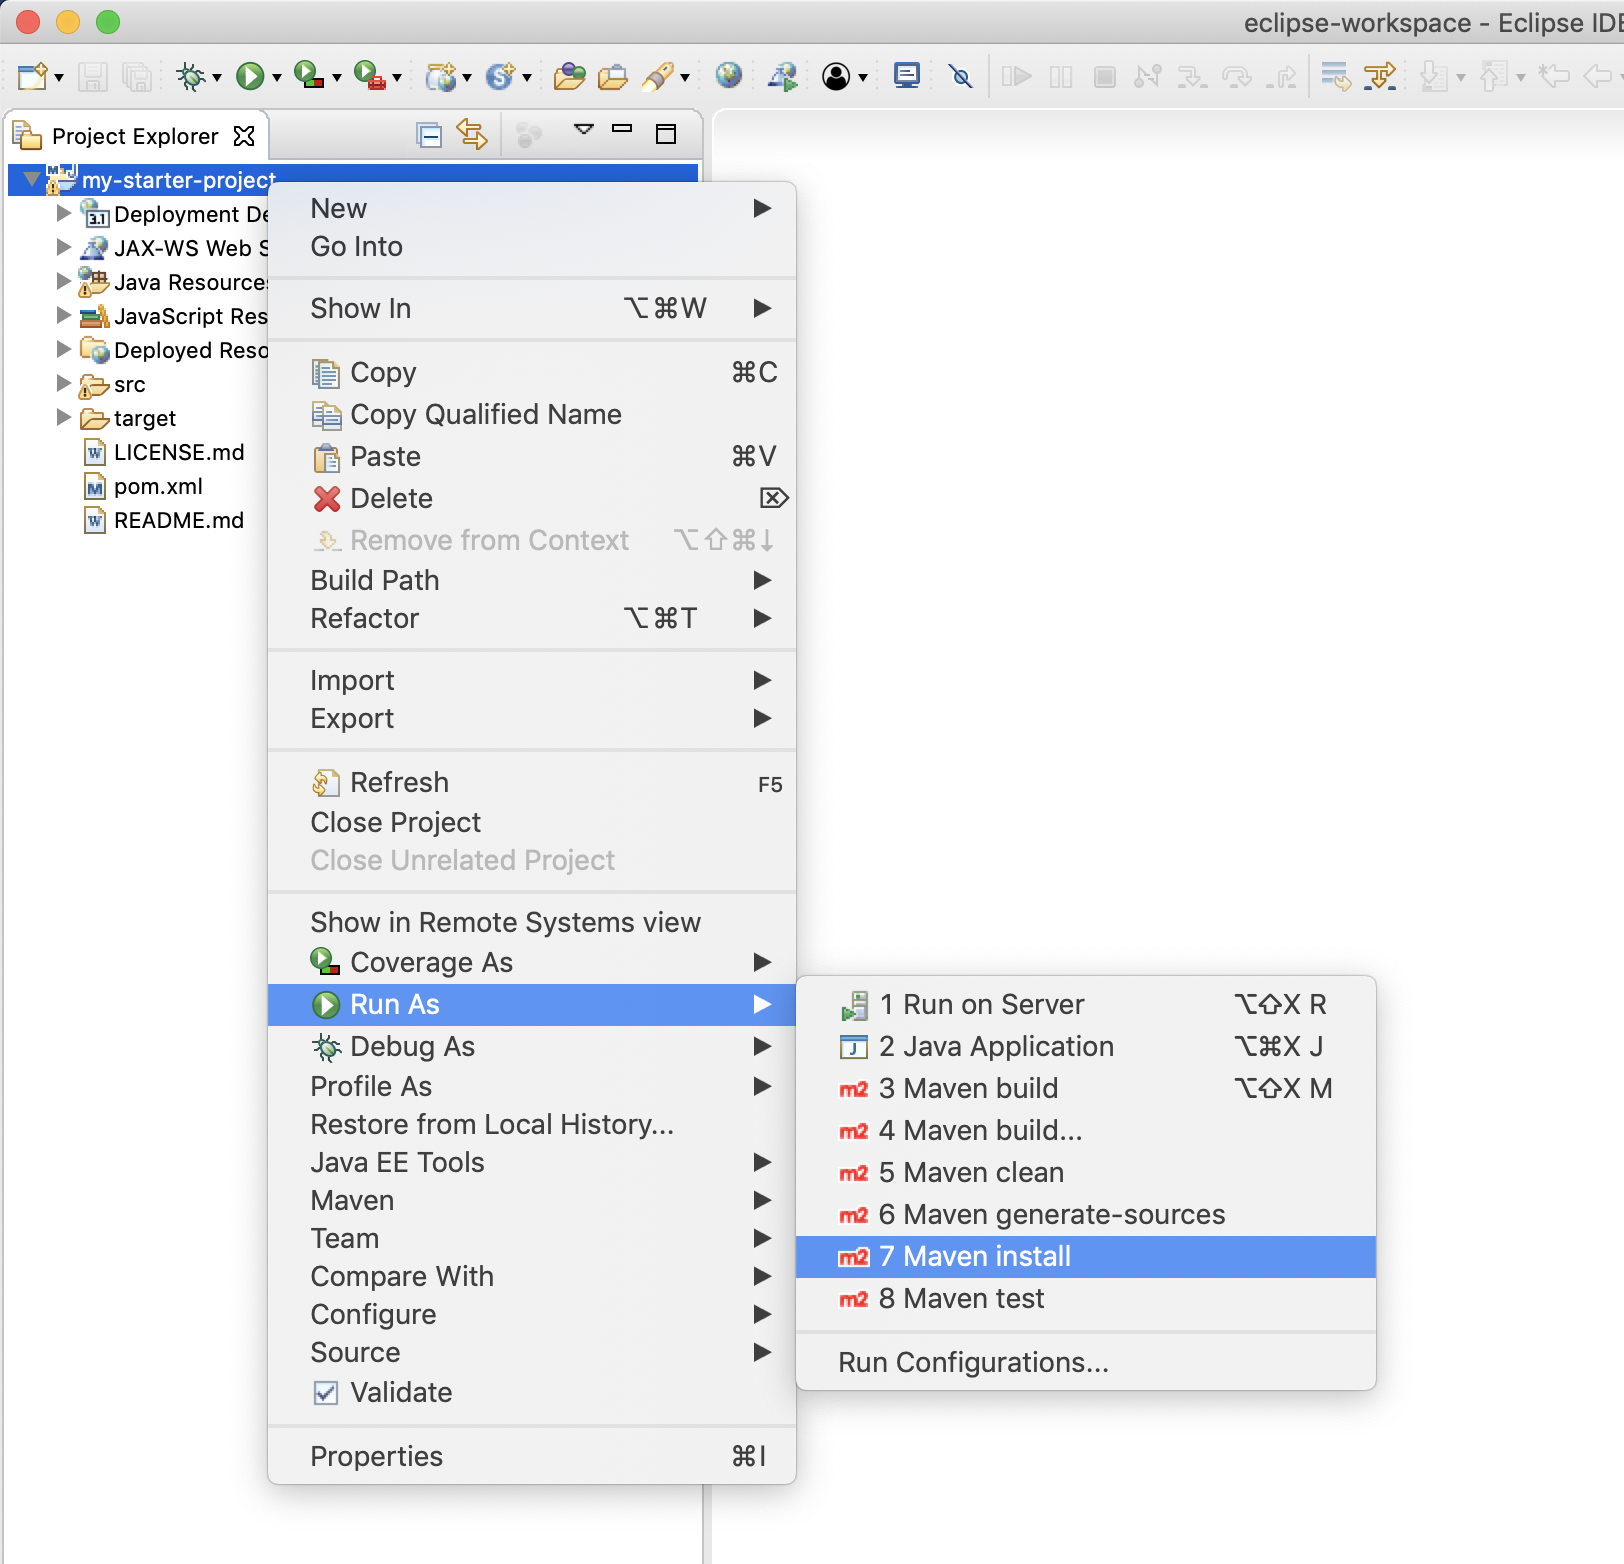 eclipse-workspace - Eclipse IDE
Project Explorer
my-starter-project
Deployment De
JAX-WS Web S
Java Resources
JavaScript Res
Deployed Reso
src
target
LICENSE.md
pom.xml
README.md
New
Go Into
Show In ⌥⌘W
Copy ⌘C
Copy Qualified Name
Paste ⌘V
Delete ⌦
Remove from Context ⌥⇧⌘↓
Build Path
Refactor ⌥⌘T
Import
Export
Refresh F5
Close Project
Close Unrelated Project
Show in Remote Systems view
Coverage As
Run As
Debug As
Profile As
Restore from Local History...
Java EE Tools
Maven
Team
Compare With
Configure
Source
Validate
Properties ⌘I
1 Run on Server ⌥⇧X R
2 Java Application ⌥⌘X J
m2 3 Maven build ⌥⇧X M
m2 4 Maven build...
m2 5 Maven clean
m2 6 Maven generate-sources
m2 7 Maven install
m2 8 Maven test
Run Configurations...